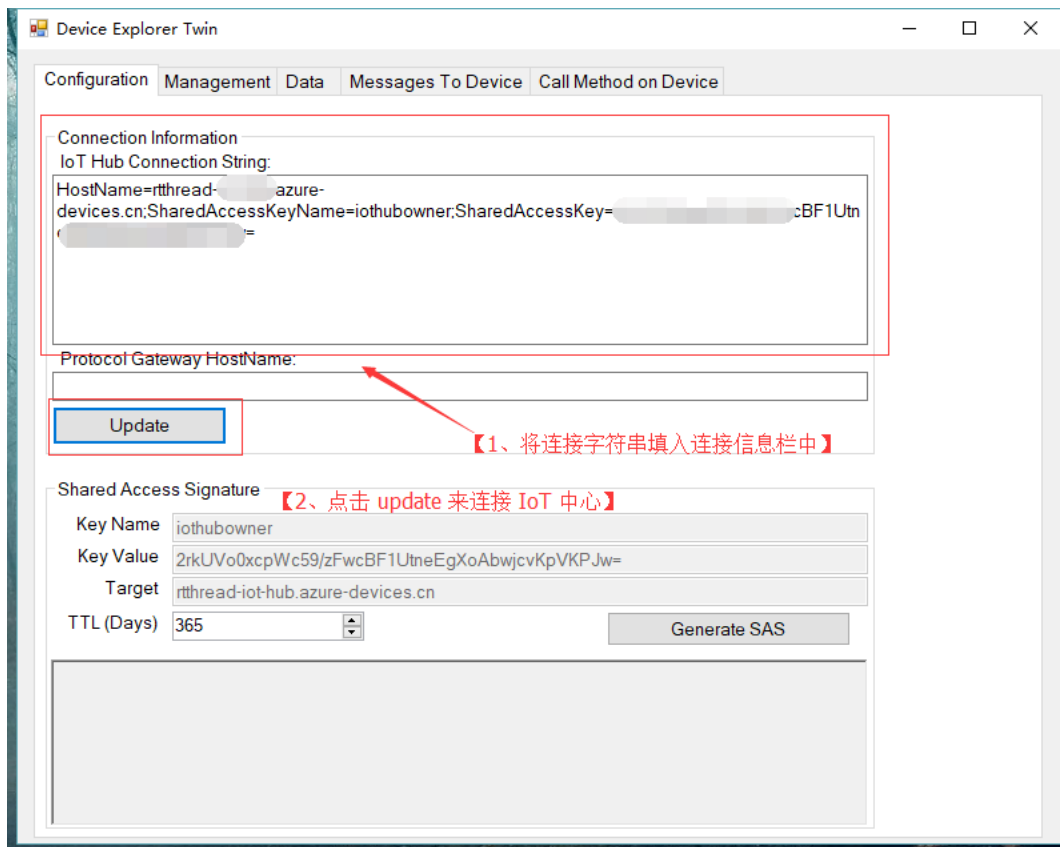 Device Explorer Twin
Configuration Management Data Messages To Device Call Method on Device
Connection Information
IoT Hub Connection String:
HostName=rtthread- azure-
devices.cn;SharedAccessKeyName=iothubowner;SharedAccessKey= cBF1Utn
=
Protocol Gateway HostName:
Update
【1、将连接字符串填入连接信息栏中】
Shared Access Signature
【2、点击 update 来连接 IoT 中心】
Key Name iothubowner
Key Value 2rkUVo0xcpWc59/zFwcBF1UtneEgXoAbwjcvKpVKPJw=
Target rtthread-iot-hub.azure-devices.cn
TTL (Days) 365
Generate SAS